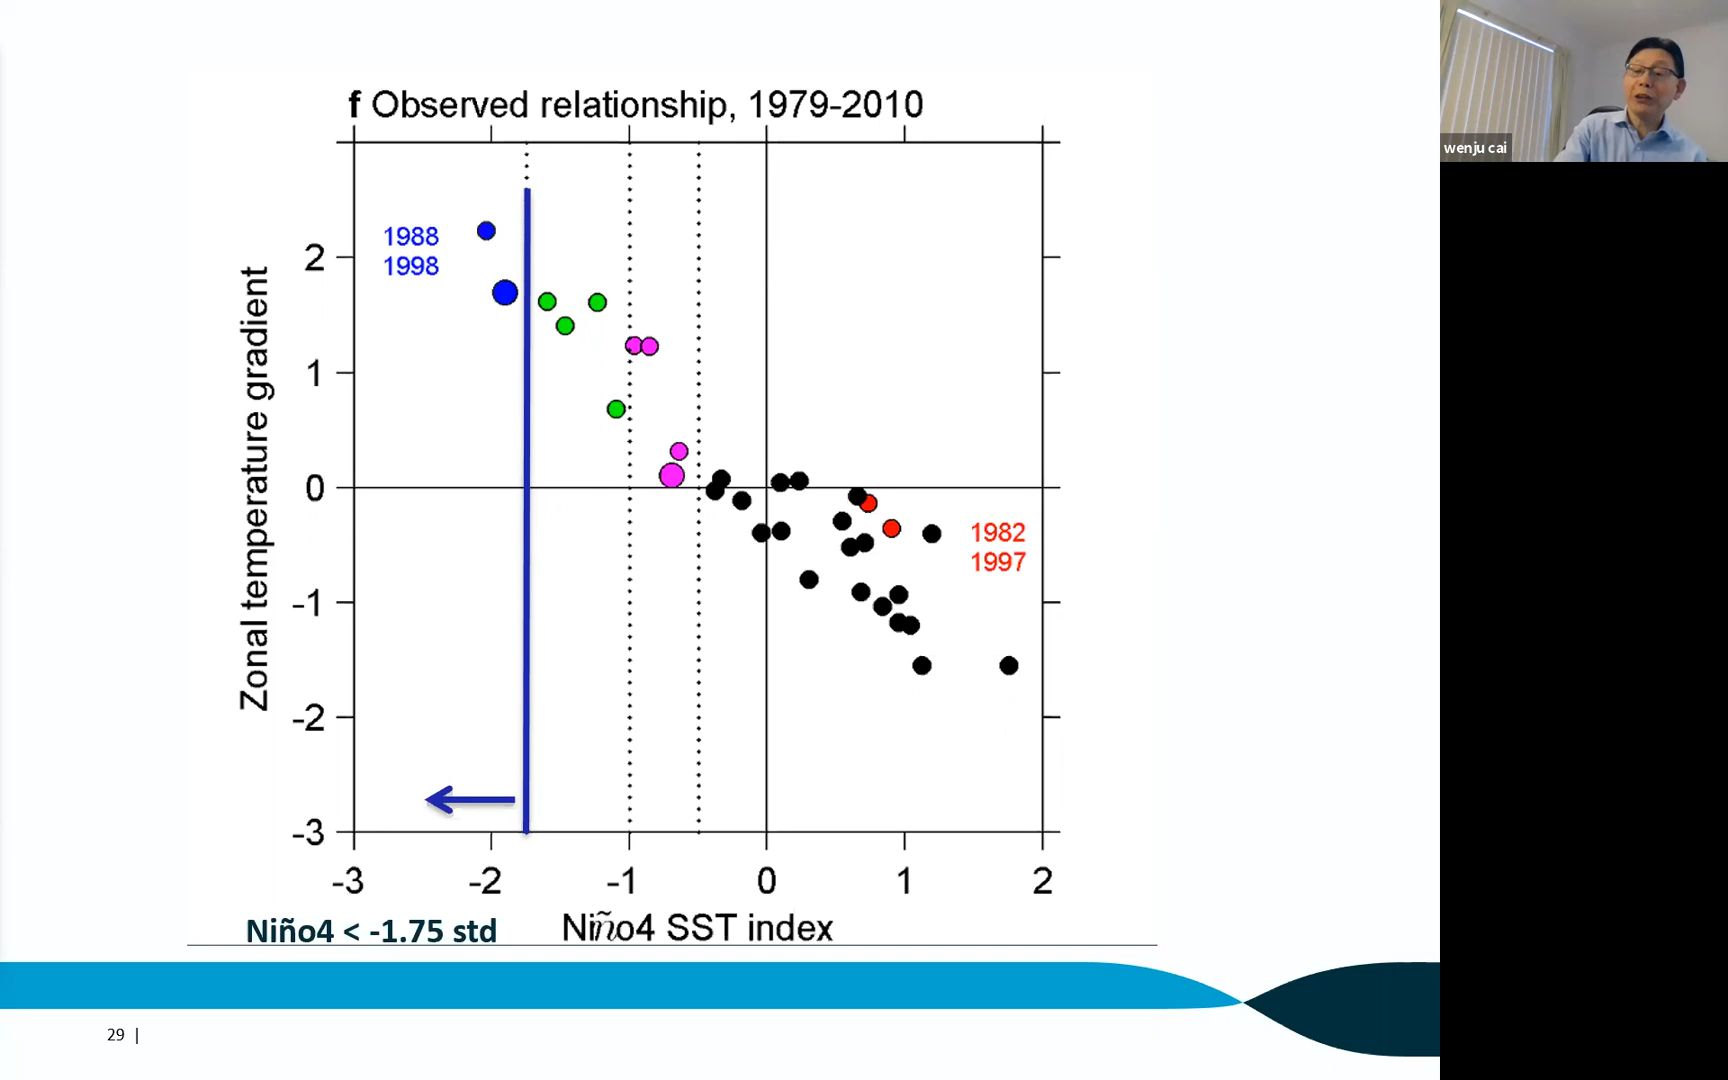 f Observed relationship, 1979-2010
wenju cai
1988
1998
2
1
0
-1
-2
-3
Zonal temperature gradient
1982
1997
-3 -2 -1 0 1 2
Niño4 < -1.75 std
Niño4 SST index
29 |